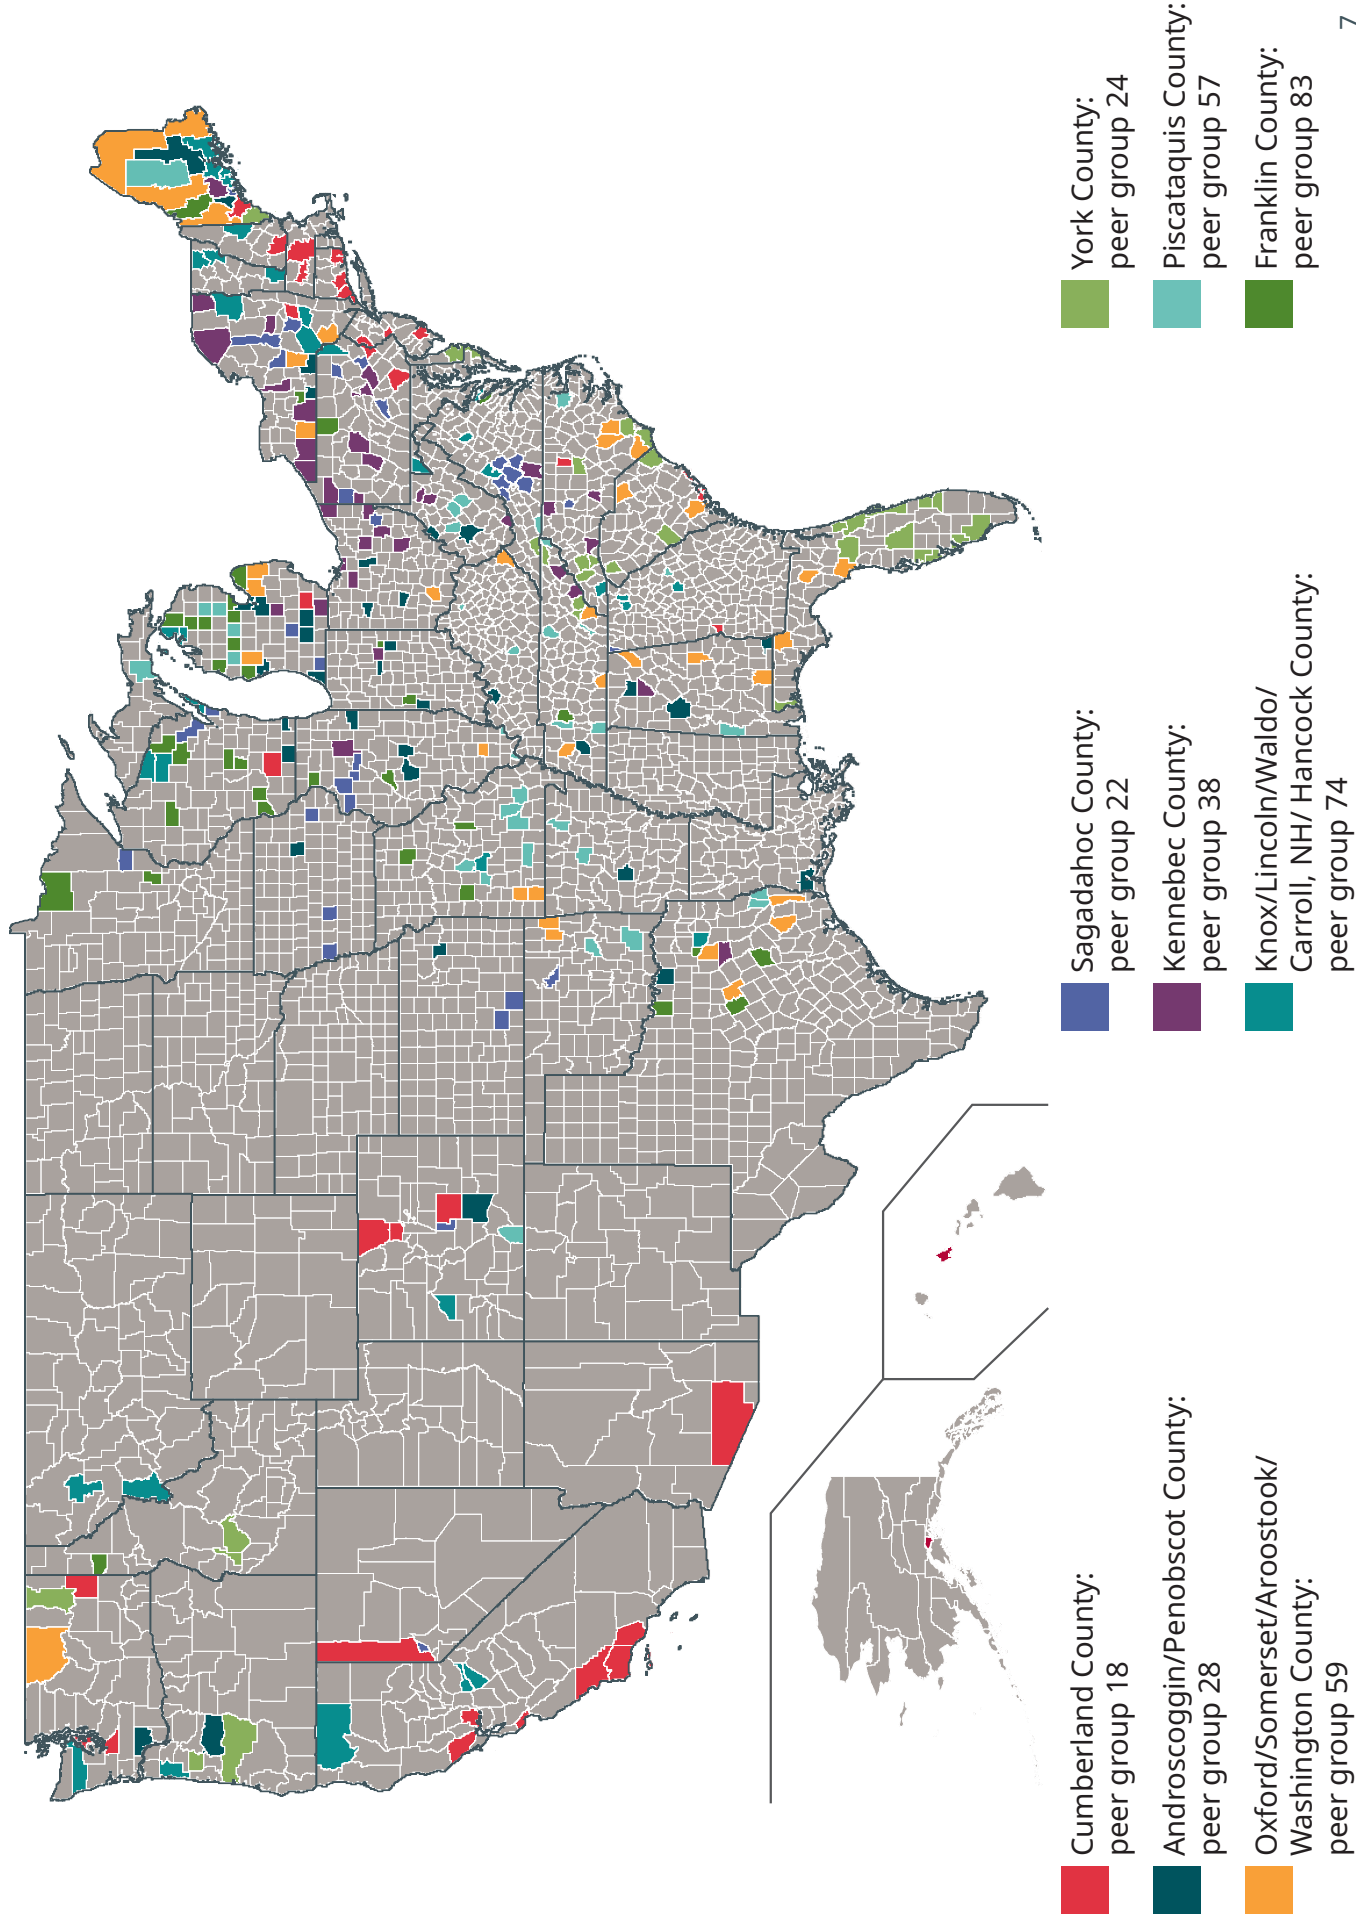 Cumberland County:
peer group 18
Androscoggin/Penobscot County:
peer group 28
Oxford/Somerset/Aroostook/
Washington County:
peer group 59
Sagadahoc County:
peer group 22
Kennebec County:
peer group 38
Knox/Lincoln/Waldo/
Carroll, NH/ Hancock County:
peer group 74
York County:
peer group 24
Piscataquis County:
peer group 57
Franklin County:
peer group 83
7